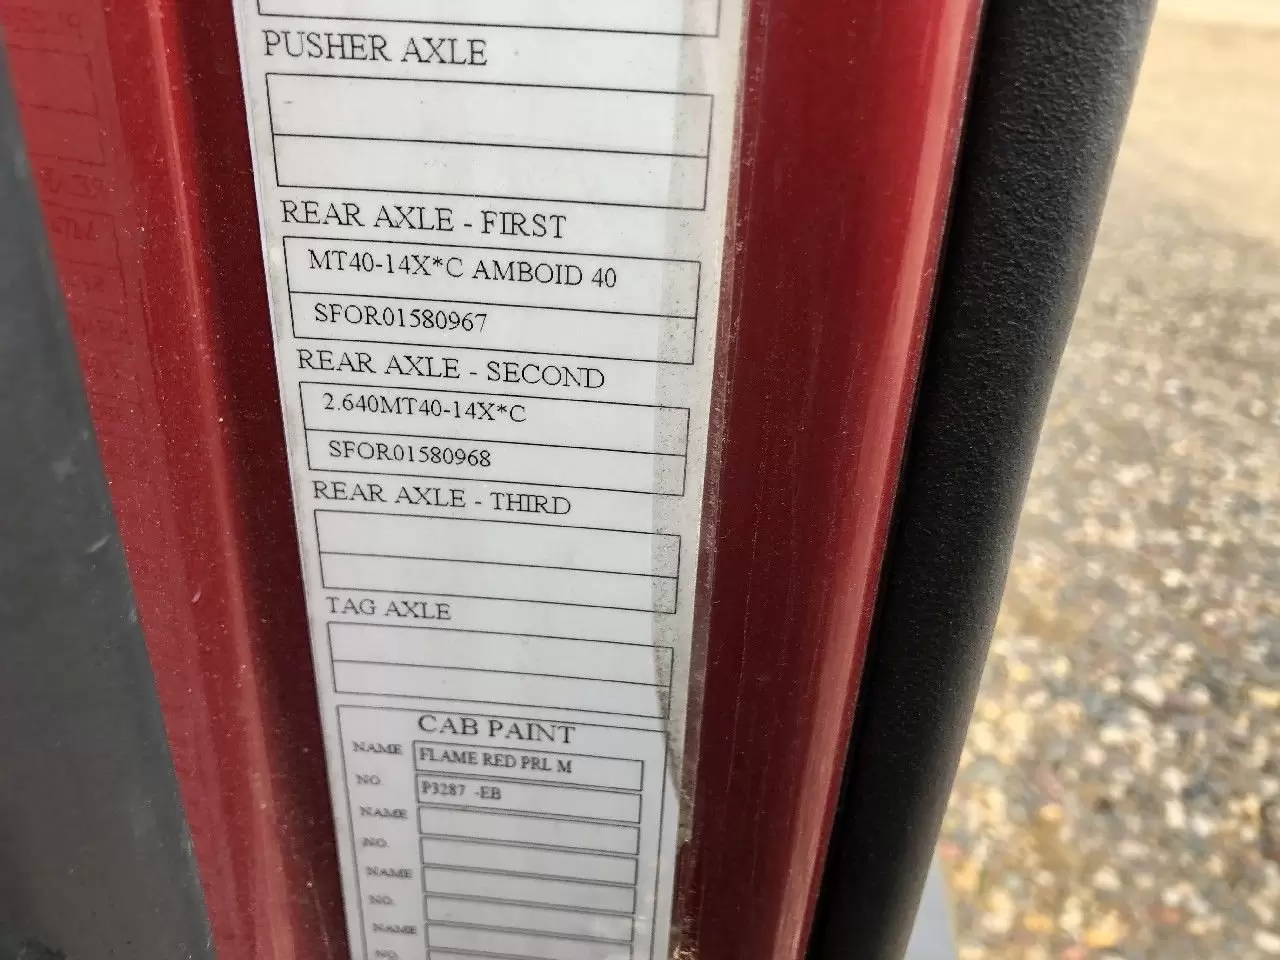 PUSHER AXLE
REAR AXLE - FIRST
MT40-14X*C AMBOID 40
SFOR01580967
REAR AXLE - SECOND
2.640MT40-14X*C
SFOR01580968
REAR AXLE - THIRD
TAG AXLE
CAB PAINT
NAME FLAME RED PRL M
NO. P3287 -EB
NAME
NO.
NAME
NO.
NAME
NO.